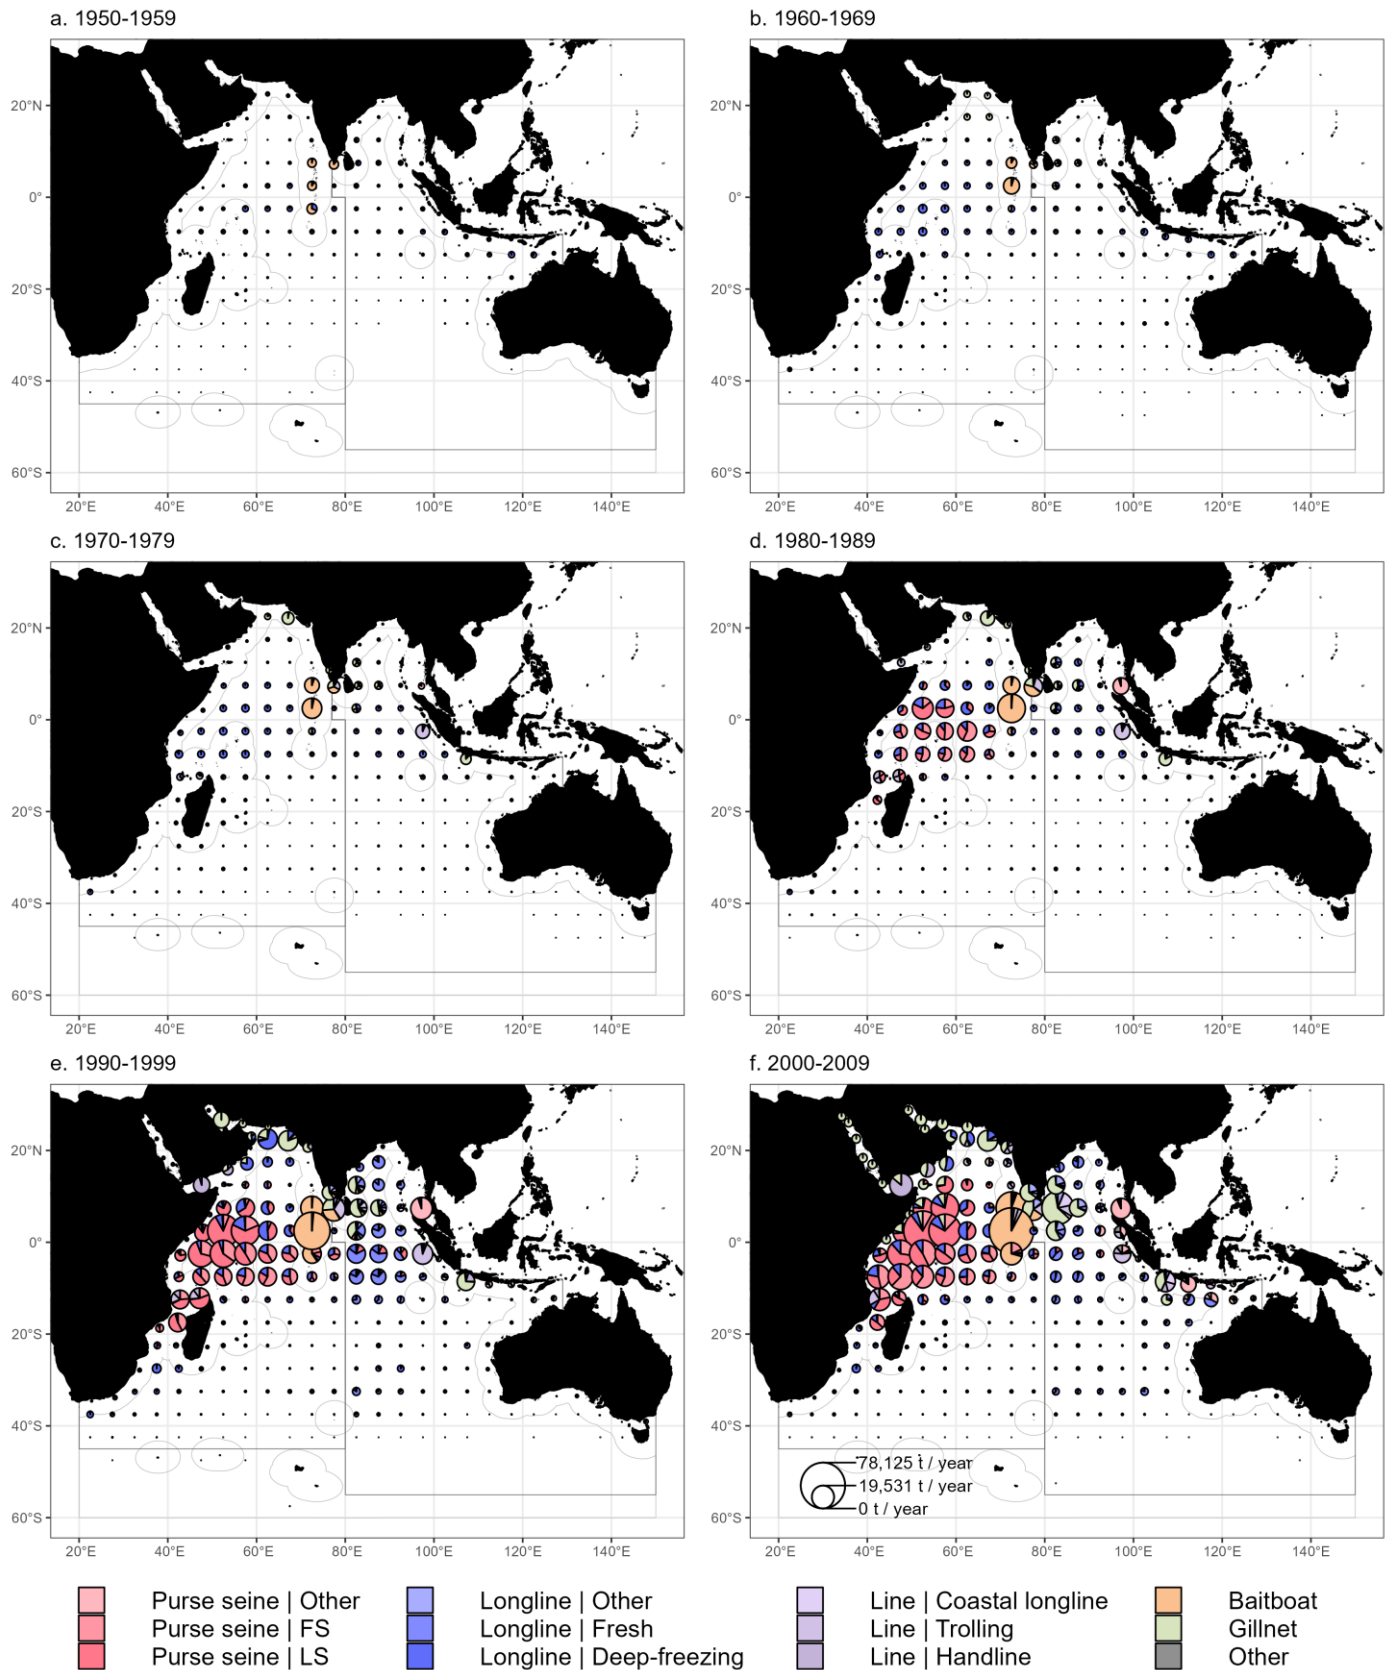 a. 1950-1959
b. 1960-1969
20°N
0°
20°S
40°S
60°S
20°E 40°E 60°E 80°E 100°E 120°E 140°E
20°N
0°
20°S
40°S
60°S
20°E 40°E 60°E 80°E 100°E 120°E 140°E
c. 1970-1979
d. 1980-1989
20°N
0°
20°S
40°S
60°S
20°E 40°E 60°E 80°E 100°E 120°E 140°E
20°N
0°
20°S
40°S
60°S
20°E 40°E 60°E 80°E 100°E 120°E 140°E
e. 1990-1999
f. 2000-2009
20°N
0°
20°S
40°S
60°S
20°E 40°E 60°E 80°E 100°E 120°E 140°E
20°N
0°
20°S
40°S
60°S
78,125 t / year
19,531 t / year
0 t / year
20°E 40°E 60°E 80°E 100°E 120°E 140°E
Purse seine | Other
Purse seine | FS
Purse seine | LS
Longline | Other
Longline | Fresh
Longline | Deep-freezing
Line | Coastal longline
Line | Trolling
Line | Handline
Baitboat
Gillnet
Other